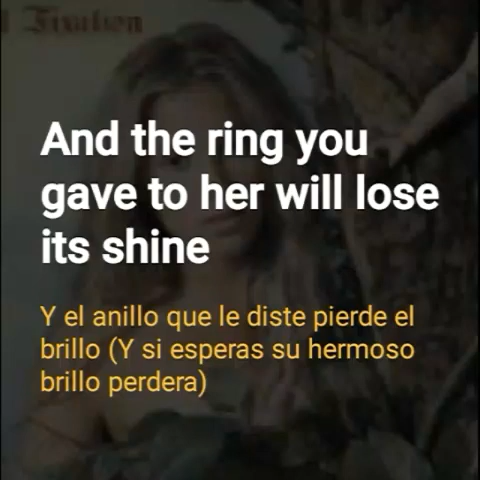 l Fixation
And the ring you
gave to her will lose
its shine
Y el anillo que le diste pierde el
brillo (Y si esperas su hermoso
brillo perdera)